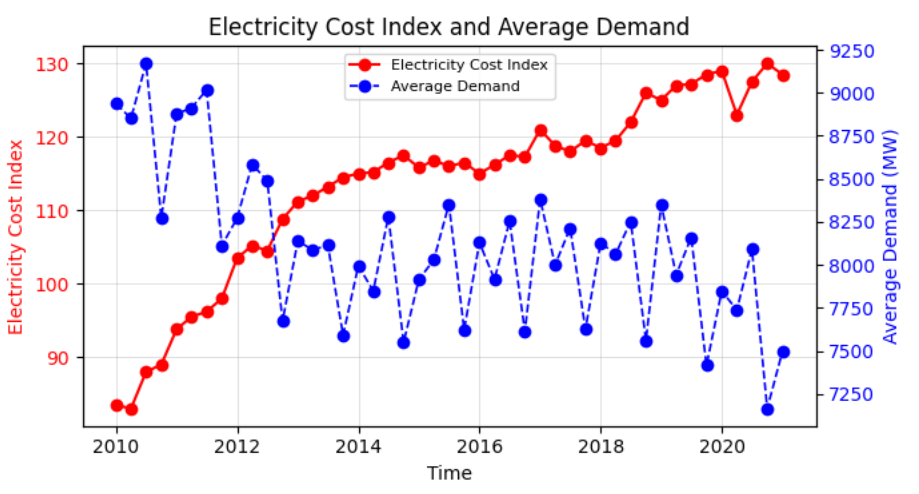 Electricity Cost Index and Average Demand
Electricity Cost Index
Average Demand
130
120
110
100
90
Electricity Cost Index
9250
9000
8750
8500
8250
8000
7750
7500
7250
Average Demand (MW)
2010 2012 2014 2016 2018 2020
Time